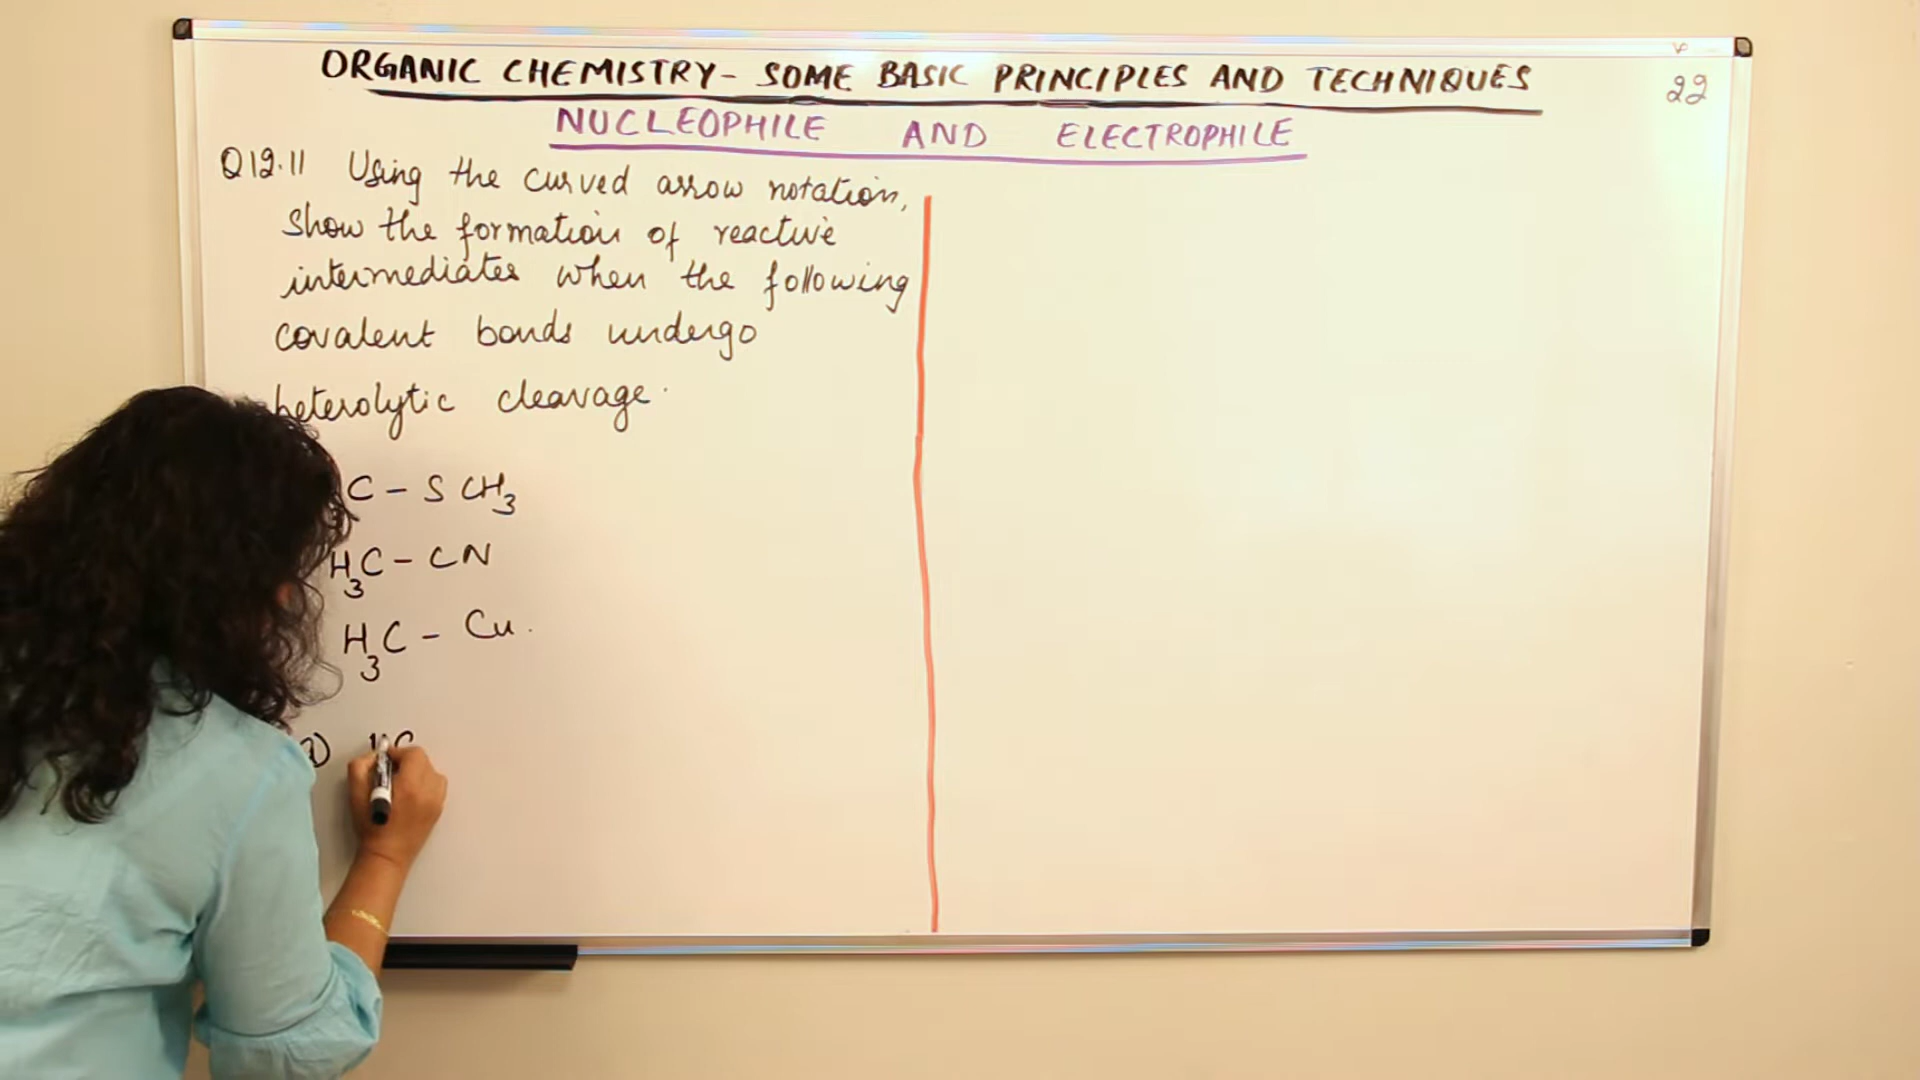 ORGANIC CHEMISTRY - SOME BASIC PRINCIPLES AND TECHNIQUES
22
NUCLEOPHILE AND ELECTROPHILE
Q12.11 Using the curved arrow notation,
Show the formation of reactive
intermediates when the following
covalent bonds undergo
heterolytic cleavage.
C - SCH3
H3C - CN
H3C - Cu.